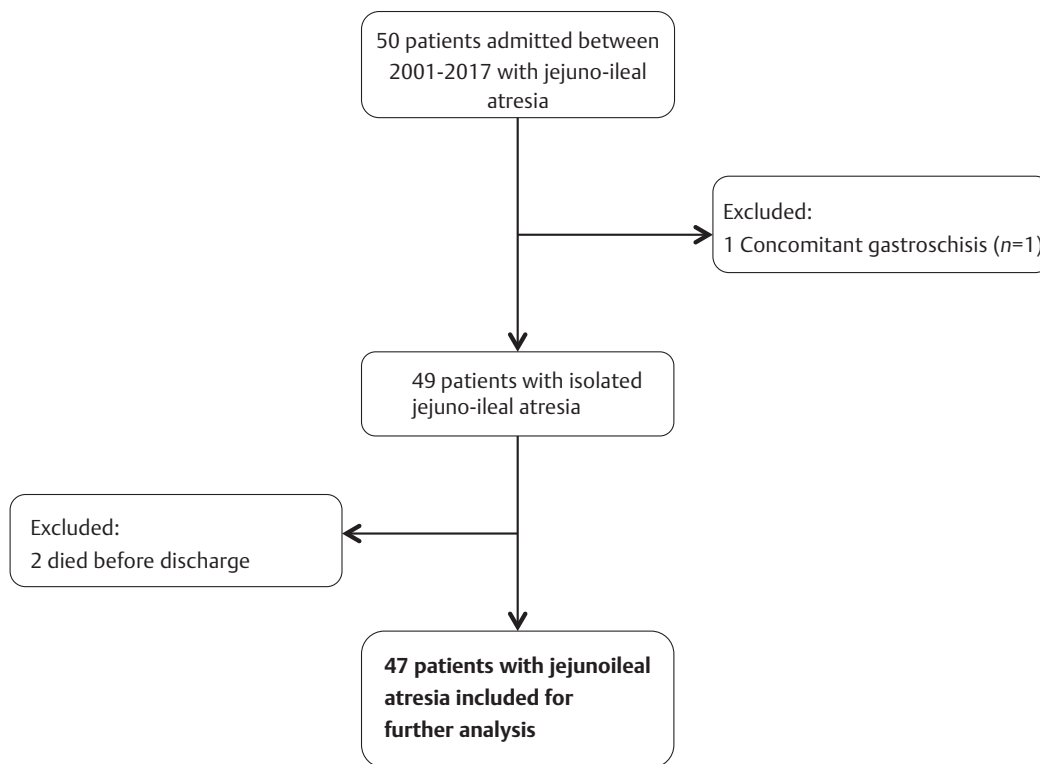 50 patients admitted between
2001-2017 with jejuno-ileal
atresia
Excluded:
1 Concomitant gastroschisis (n=1)
49 patients with isolated
jejuno-ileal atresia
Excluded:
2 died before discharge
47 patients with jejunoileal
atresia included for
further analysis